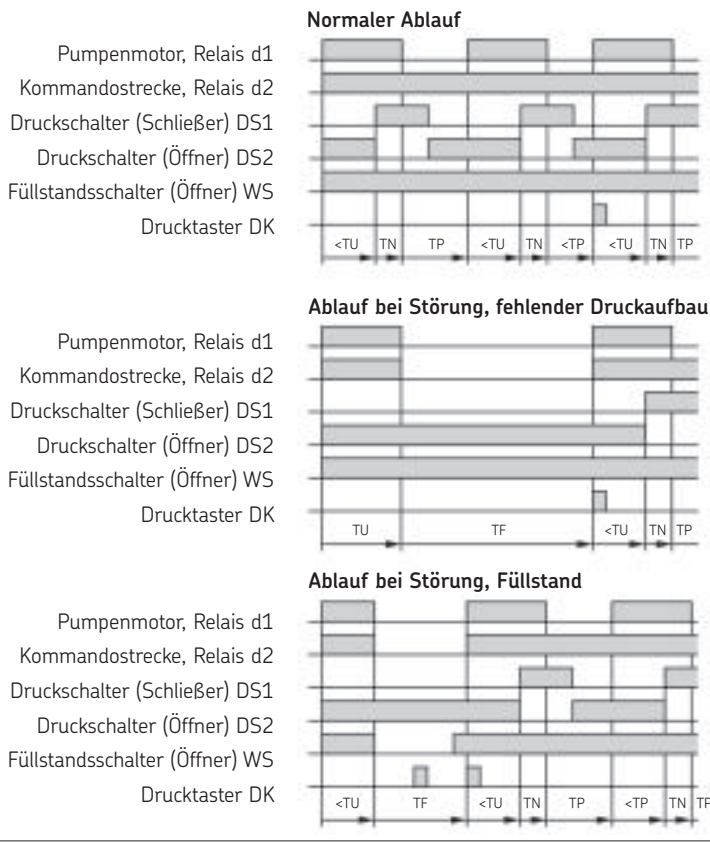 Normaler Ablauf
Pumpenmotor, Relais d1
Kommandostrecke, Relais d2
Druckschalter (Schließer) DS1
Druckschalter (Öffner) DS2
Füllstandsschalter (Öffner) WS
Drucktaster DK
<TU TN TP <TU TN <TP <TU TN TP
Ablauf bei Störung, fehlender Druckaufbau
Pumpenmotor, Relais d1
Kommandostrecke, Relais d2
Druckschalter (Schließer) DS1
Druckschalter (Öffner) DS2
Füllstandsschalter (Öffner) WS
Drucktaster DK
TU TF <TU TN TP
Ablauf bei Störung, Füllstand
Pumpenmotor, Relais d1
Kommandostrecke, Relais d2
Druckschalter (Schließer) DS1
Druckschalter (Öffner) DS2
Füllstandsschalter (Öffner) WS
Drucktaster DK
<TU TF <TU TN TP <TP TN TP